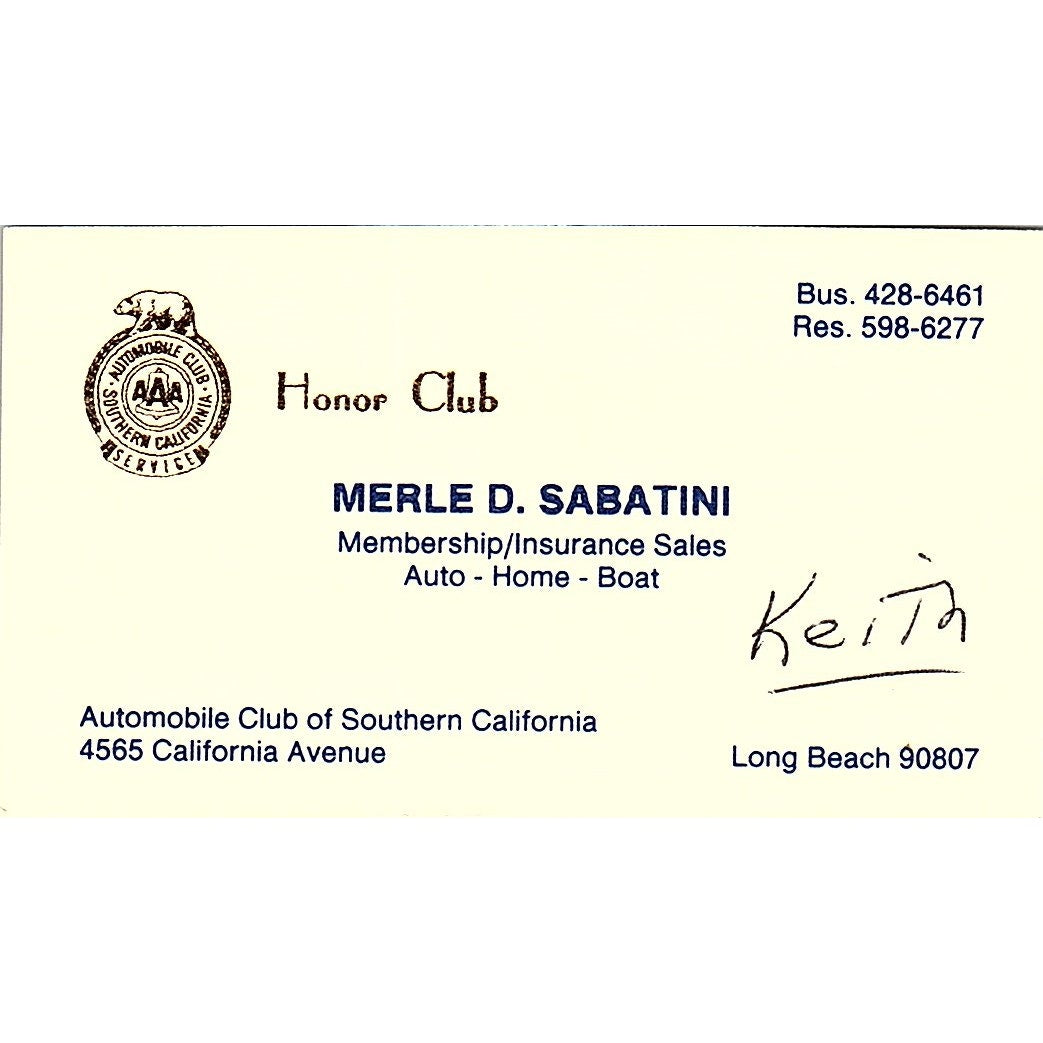 Bus. 428-6461
Res. 598-6277
AUTOMOBILE CLUB
AAA
SOUTHERN CALIFORNIA
SERVICE
Honor Club
MERLE D. SABATINI
Membership/Insurance Sales
Auto - Home - Boat
Keith
Automobile Club of Southern California
4565 California Avenue
Long Beach 90807